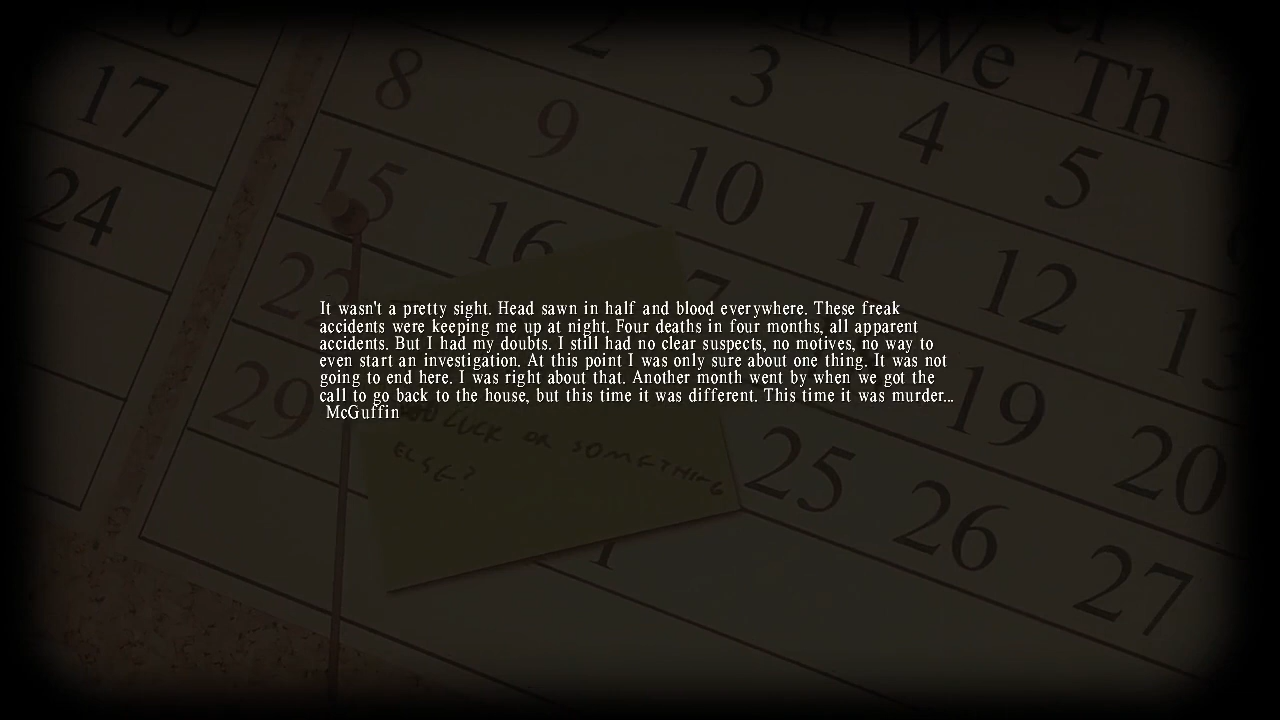 We Th
2 3 4 5
17 8 9 10 11 12 13
24 15 16 19 20
22 25 26 27
29
It wasn't a pretty sight. Head sawn in half and blood everywhere. These freak
accidents were keeping me up at night. Four deaths in four months, all apparent
accidents. But I had my doubts. I still had no clear suspects, no motives, no way to
even start an investigation. At this point I was only sure about one thing. It was not
going to end here. I was right about that. Another month went by when we got the
call to go back to the house, but this time it was different. This time it was murder...
McGuffin
LUCK OR SOMETHING
ELSE?